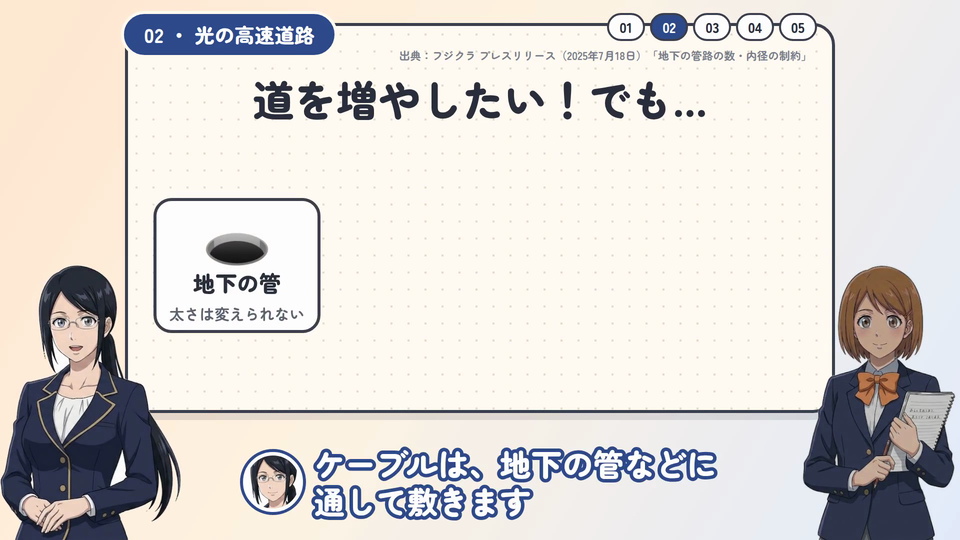 02 ・ 光の高速道路
01 02 03 04 05
出典：フジクラ プレスリリース（2025年7月18日）「地下の管路の数・内径の制約」
道を増やしたい！でも…
地下の管
太さは変えられない
ケーブルは、地下の管などに
通して敷きます